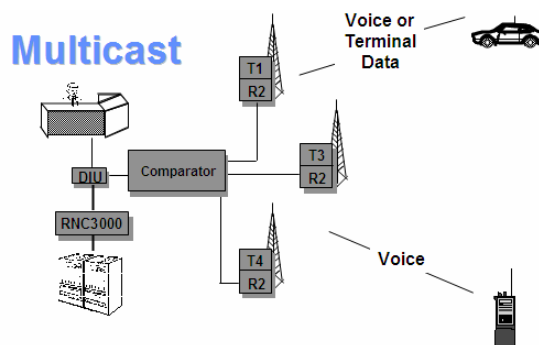 Multicast
Voice or
Terminal
Data
T1
R2
T3
R2
Comparator
DIU
RNC3000
T4
R2
Voice